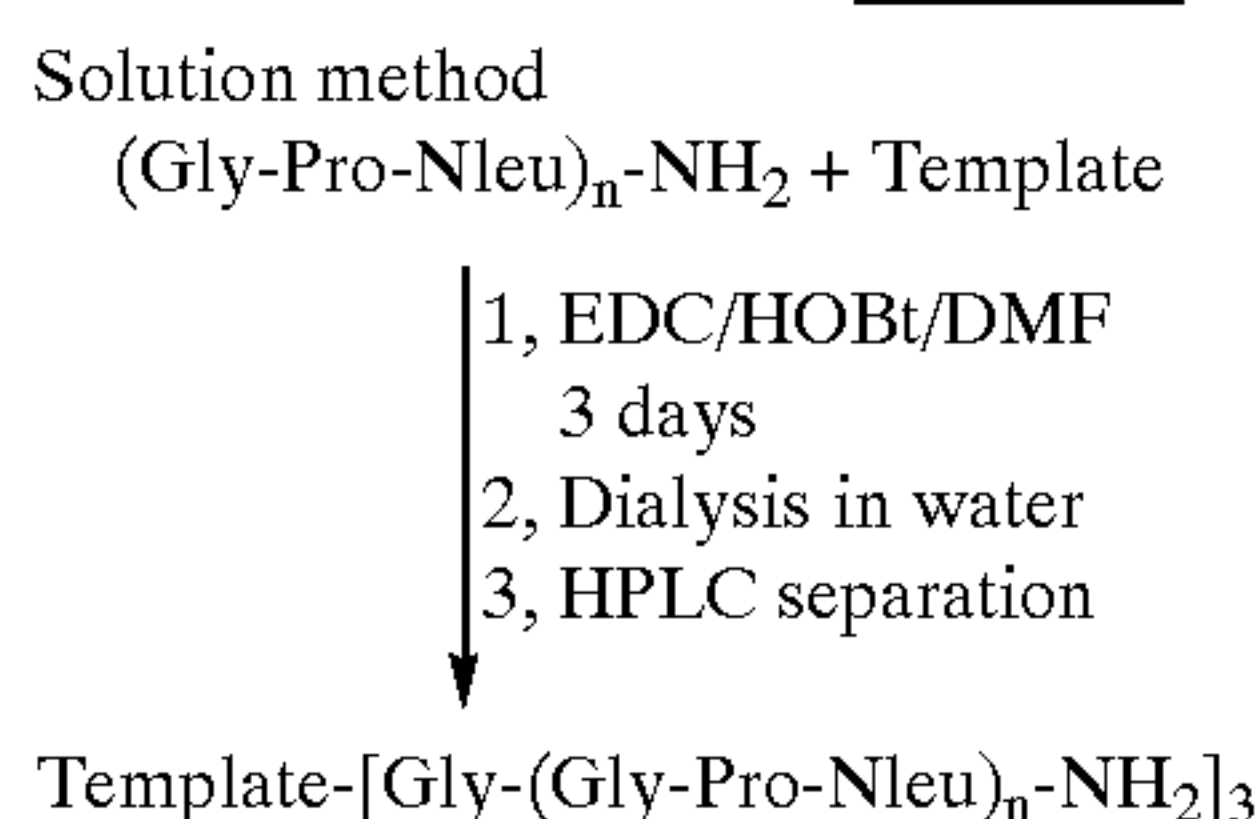 Solution method
(Gly-Pro-Nleu)n-NH2 + Template
1, EDC/HOBt/DMF
3 days
2, Dialysis in water
3, HPLC separation
Template-[Gly-(Gly-Pro-Nleu)n-NH2]3